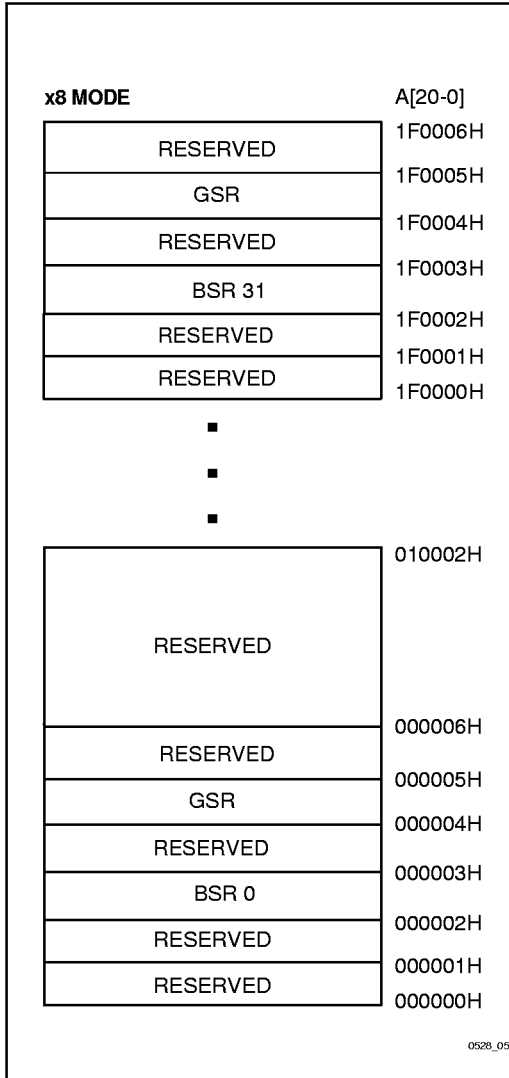 x8 MODE A[20-0]
1F0006H
RESERVED
1F0005H
GSR
1F0004H
RESERVED
1F0003H
BSR 31
1F0002H
RESERVED
1F0001H
RESERVED
1F0000H
010002H
RESERVED
000006H
RESERVED
000005H
GSR
000004H
RESERVED
000003H
BSR 0
000002H
RESERVED
000001H
RESERVED
000000H
0528_05